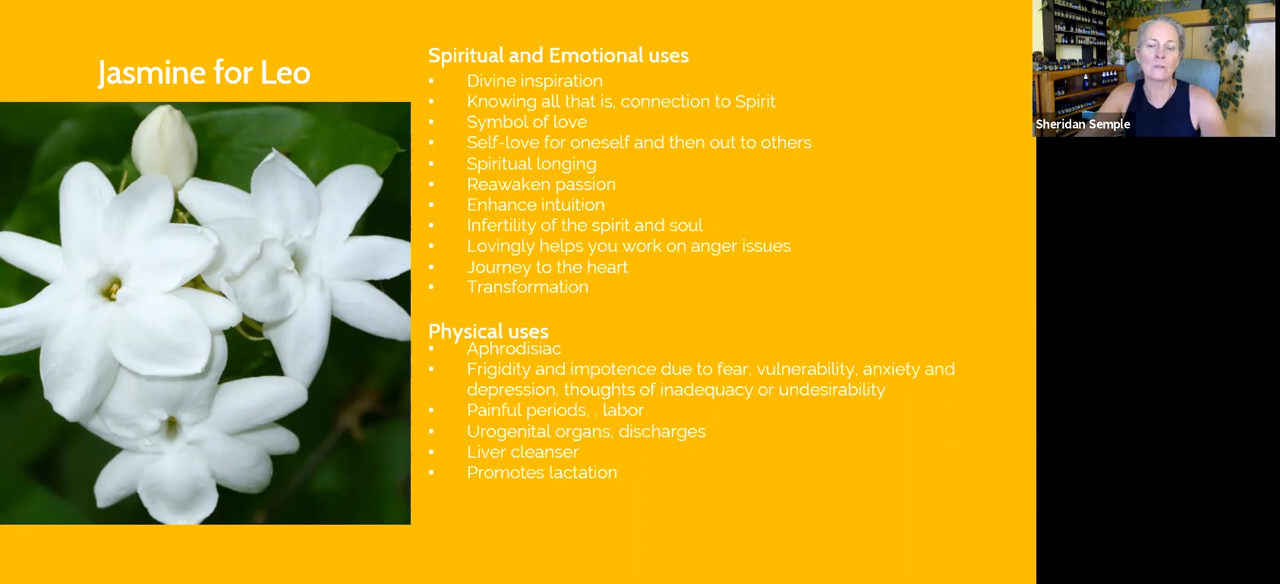 Jasmine for Leo
Spiritual and Emotional uses
• Divine inspiration
• Knowing all that is, connection to Spirit
• Symbol of love
• Self-love for oneself and then out to others
• Spiritual longing
• Reawaken passion
• Enhance intuition
• Infertility of the spirit and soul
• Lovingly helps you work on anger issues
• Journey to the heart
• Transformation
Physical uses
• Aphrodisiac
• Frigidity and impotence due to fear, vulnerability, anxiety and
depression, thoughts of inadequacy or undesirability
• Painful periods, , labor
• Urogenital organs, discharges
• Liver cleanser
• Promotes lactation
Sheridan Semple